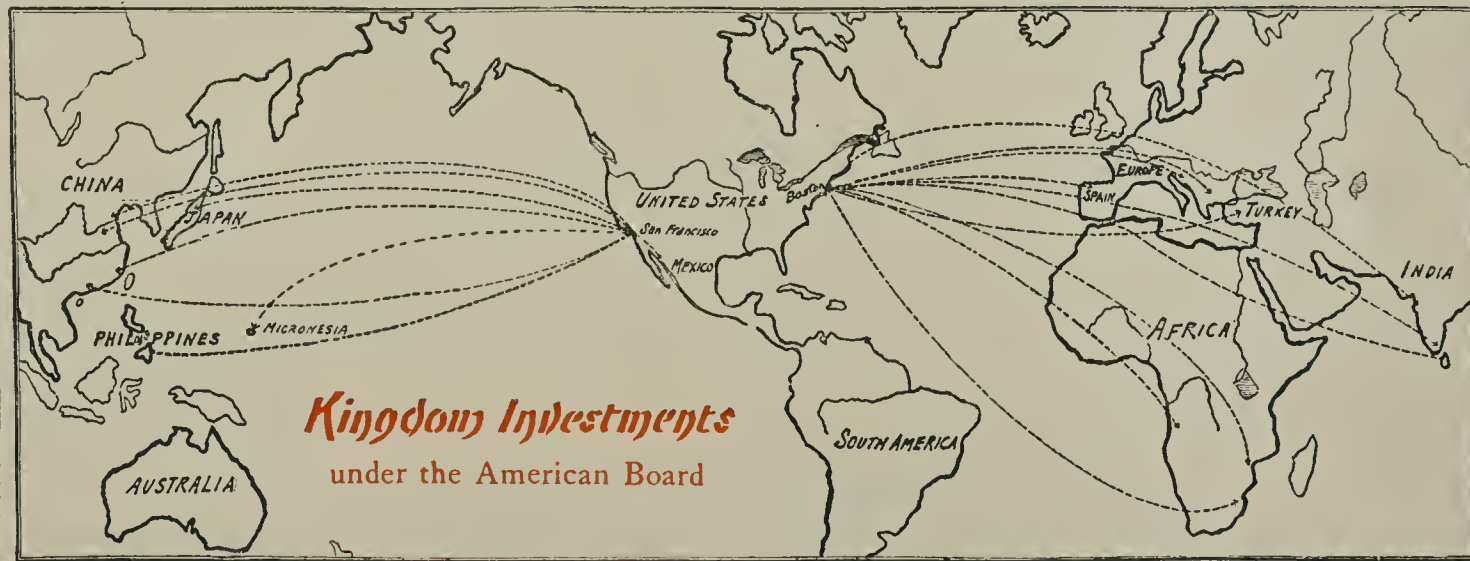 CHINA
JAPAN
PHILIPPINES
MICRONESIA
AUSTRALIA
UNITED STATES
San Francisco
MEXICO
BOSTON
SOUTH AMERICA
EUROPE
SPAIN
TURKEY
INDIA
AFRICA
Kingdom Investments
under the American Board